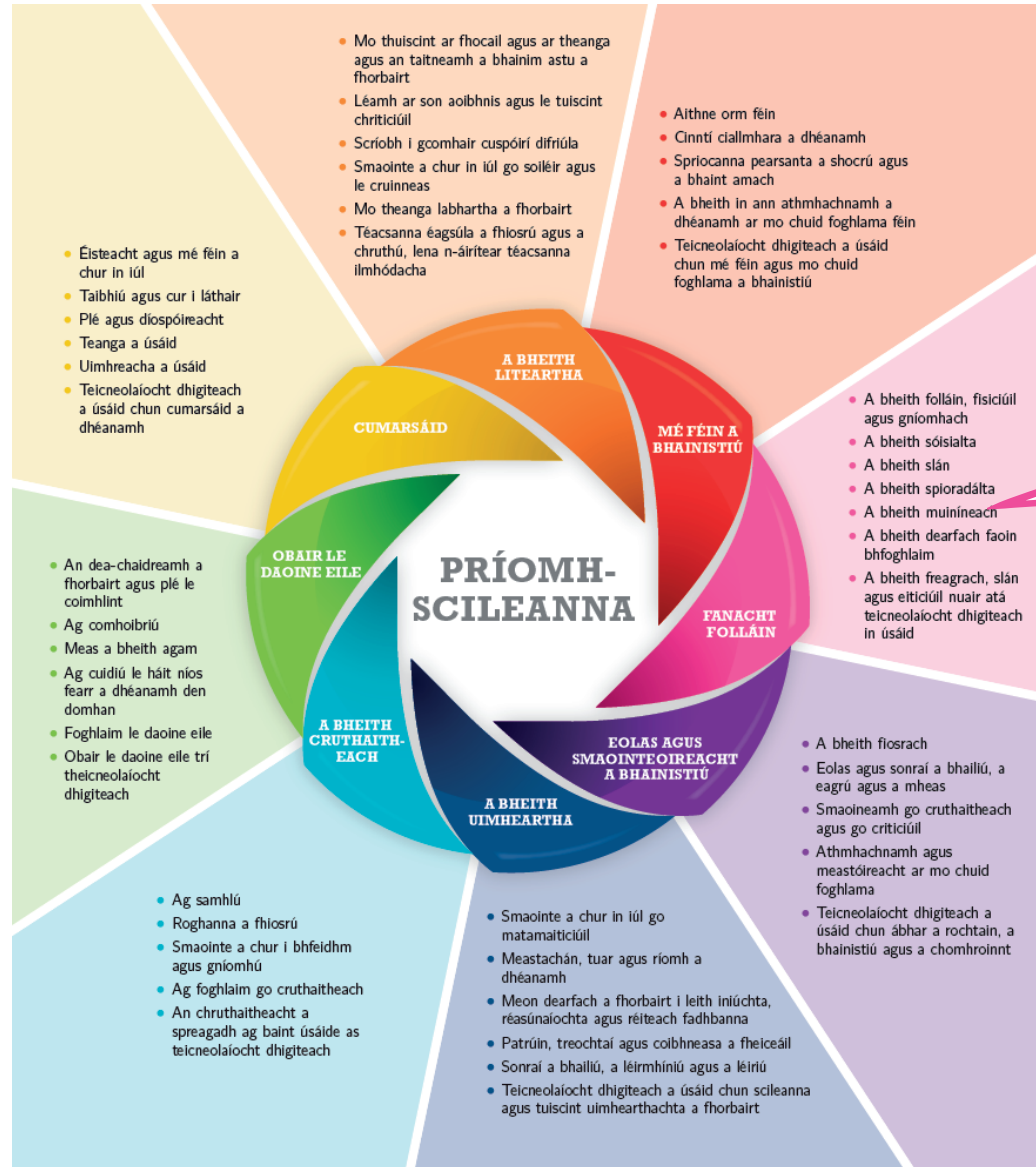 PRÍOMH-
SCILEANNA
A BHEITH
LITEARTHA
• Mo thuiscint ar fhocail agus ar theanga
agus an taitneamh a bhainim astu a
fhorbairt
• Léamh ar son aoibhnis agus le tuiscint
chriticiúil
• Scríobh i gcomhair cuspóirí difriúla
• Smaointe a chur in iúl go soiléir agus
le cruinneas
• Mo theanga labhartha a fhorbairt
• Téacsanna éagsúla a fhiosrú agus a
chruthú, lena n-áirítear téacsanna
ilmhódacha
MÉ FÉIN A
BHAINISTIÚ
• Aithne orm féin
• Cinntí ciallmhara a dhéanamh
• Spriocanna pearsanta a shocrú agus
a bhaint amach
• A bheith in ann athmhachnamh a
dhéanamh ar mo chuid foghlama féin
• Teicneolaíocht dhigiteach a úsáid
chun mé féin agus mo chuid
foghlama a bhainistiú
FANACHT
FOLLÁIN
• A bheith folláin, fisiciúil
agus gníomhach
• A bheith sóisialta
• A bheith slán
• A bheith spioradálta
• A bheith muiníneach
• A bheith dearfach faoin
bhfoghlaim
• A bheith freagrach, slán
agus eiticiúil nuair atá
teicneolaíocht dhigiteach
in úsáid
EOLAS AGUS
SMAOINTEOIREACHT
A BHAINISTIÚ
• A bheith fiosrach
• Eolas agus sonraí a bhailiú, a
eagrú agus a mheas
• Smaoineamh go cruthaitheach
agus go criticiúil
• Athmhachnamh agus
meastóireacht ar mo chuid
foghlama
• Teicneolaíocht dhigiteach a
úsáid chun ábhar a rochtain, a
bhainistiú agus a chomhroinnt
A BHEITH
UIMHEARTHA
• Smaointe a chur in iúl go
matamaiticiúil
• Meastachán, tuar agus ríomh a
dhéanamh
• Meon dearfach a fhorbairt i leith iniúchta,
réasúnaíochta agus réiteach fadhbanna
• Patrúin, treochtaí agus coibhneasa a fheiceáil
• Sonraí a bhailiú, a léirmhíniú agus a léiriú
• Teicneolaíocht dhigiteach a úsáid chun scileanna
agus tuiscint uimhearthachta a fhorbairt
A BHEITH
CRUTHAITH-
EACH
• Ag samhlú
• Roghanna a fhiosrú
• Smaointe a chur i bhfeidhm
agus gníomhú
• Ag foghlaim go cruthaitheach
• An chruthaitheacht a
spreagadh ag baint úsáide as
teicneolaíocht dhigiteach
OBAIR LE
DAOINE EILE
• An dea-chaidreamh a
fhorbairt agus plé le
coimhlint
• Ag comhoibriú
• Meas a bheith agam
• Ag cuidiú le háit níos
fearr a dhéanamh den
domhan
• Foghlaim le daoine eile
• Obair le daoine eile trí
theicneolaíocht
dhigiteach
CUMARSÁID
• Éisteacht agus mé féin a
chur in iúl
• Taibhiú agus cur i láthair
• Plé agus díospóireacht
• Teanga a úsáid
• Uimhreacha a úsáid
• Teicneolaíocht dhigiteach
a úsáid chun cumarsáid a
dhéanamh